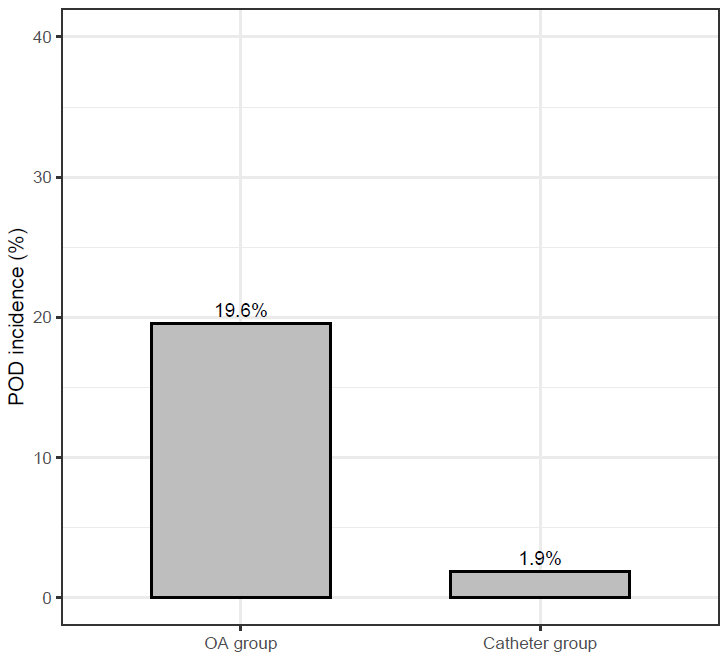 POD incidence (%)
40
30
20
10
0
19.6%
1.9%
OA group
Catheter group